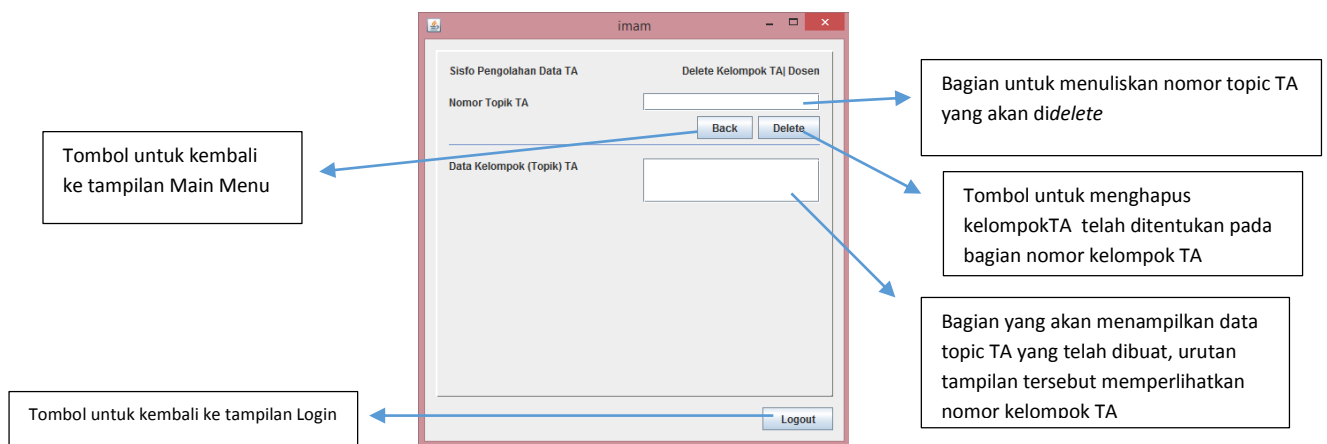 imam
Sisfo Pengolahan Data TA
Delete Kelompok TA| Dosen
Nomor Topik TA
Back
Delete
Data Kelompok (Topik) TA
Logout
Tombol untuk kembali
ke tampilan Main Menu
Tombol untuk kembali ke tampilan Login
Bagian untuk menuliskan nomor topic TA
yang akan didelete
Tombol untuk menghapus
kelompokTA telah ditentukan pada
bagian nomor kelompok TA
Bagian yang akan menampilkan data
topic TA yang telah dibuat, urutan
tampilan tersebut memperlihatkan
nomor kelompok TA